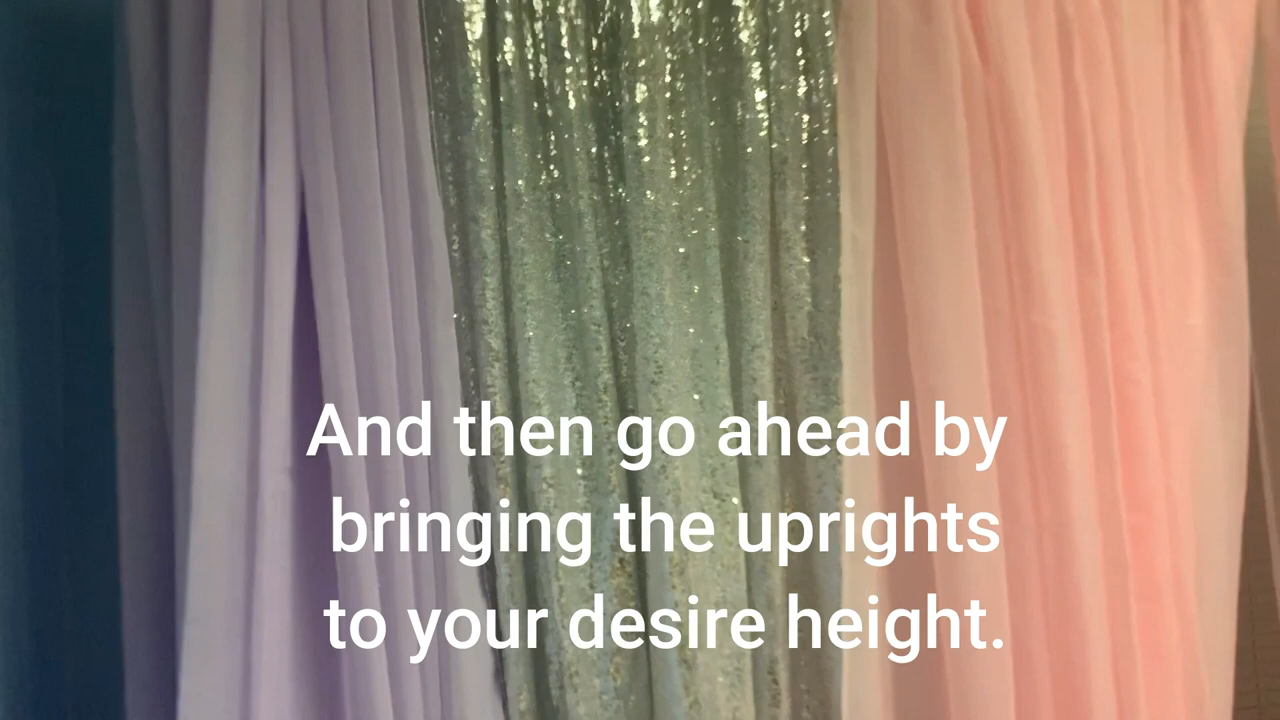 And then go ahead by
bringing the uprights
to your desire height.